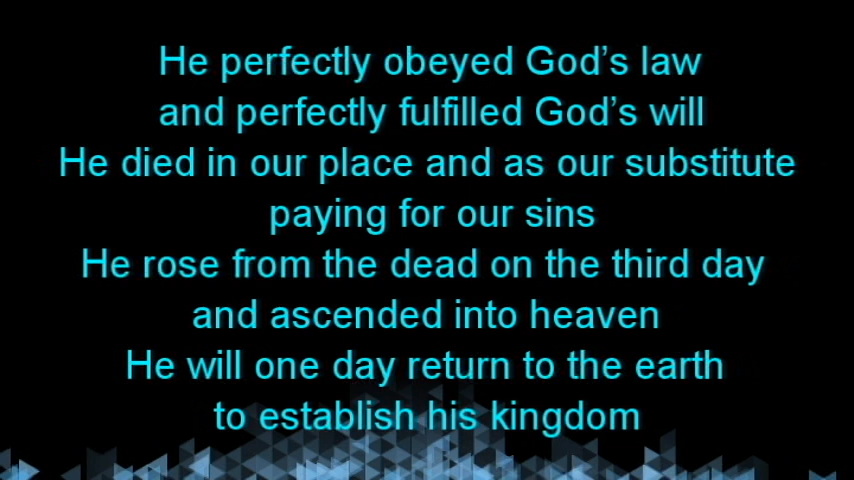 He perfectly obeyed God’s law
and perfectly fulfilled God’s will
He died in our place and as our substitute
paying for our sins
He rose from the dead on the third day
and ascended into heaven
He will one day return to the earth
to establish his kingdom